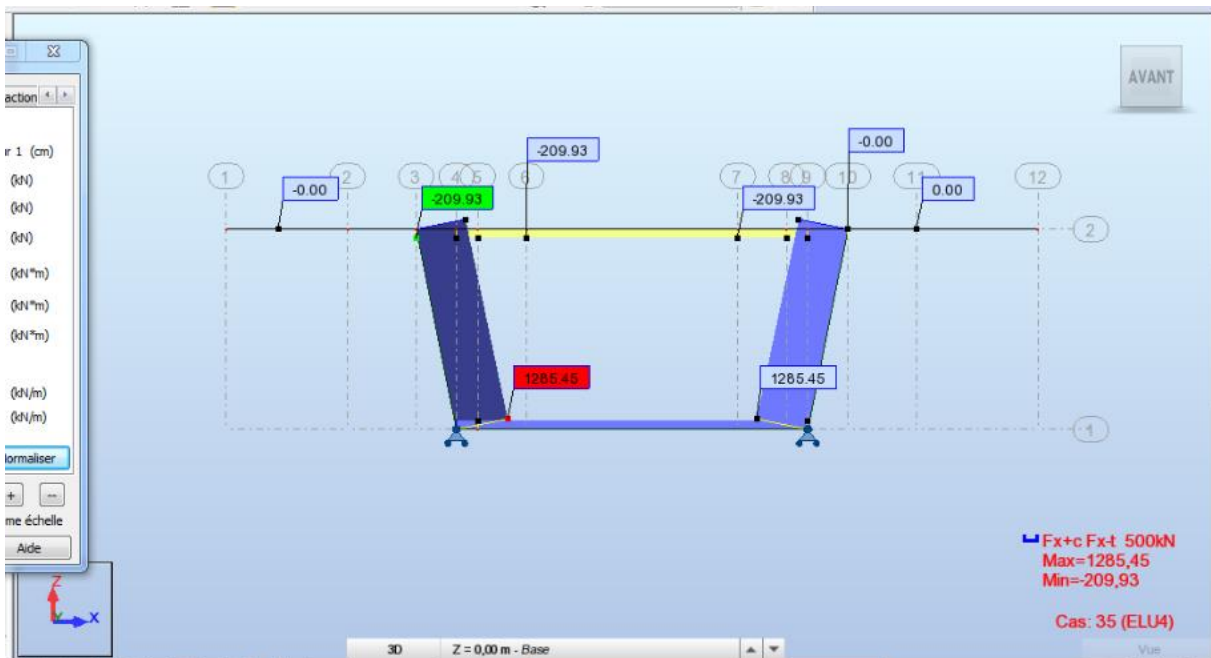 AVANT
action
ur 1 (cm)
(kN)
(kN)
(kN)
(kN*m)
(kN*m)
(kN*m)
(kN/m)
(kN/m)
Normaliser
+ --
me échelle
Aide
-209.93 -0.00
1 2 3 4 5 6 7 8 9 10 11 12
-0.00 -209.93 -209.93 0.00
2
1285.45 1285.45
1
Fx+c Fx-t 500kN
Max=1285,45
Min=-209,93
Cas: 35 (ELU4)
Z
Y X
3D Z = 0,00 m - Base
Vue